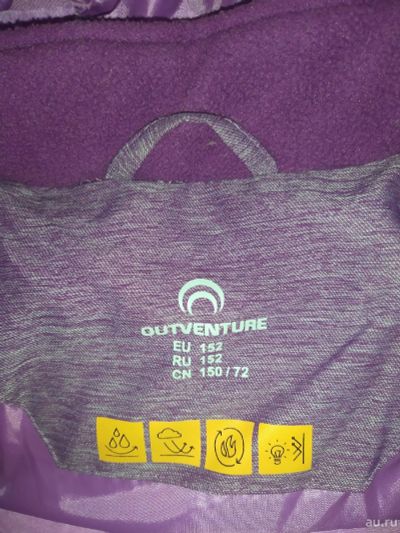 OUTVENTURE
EU 152
RU 152
CN 150 / 72
au.ru